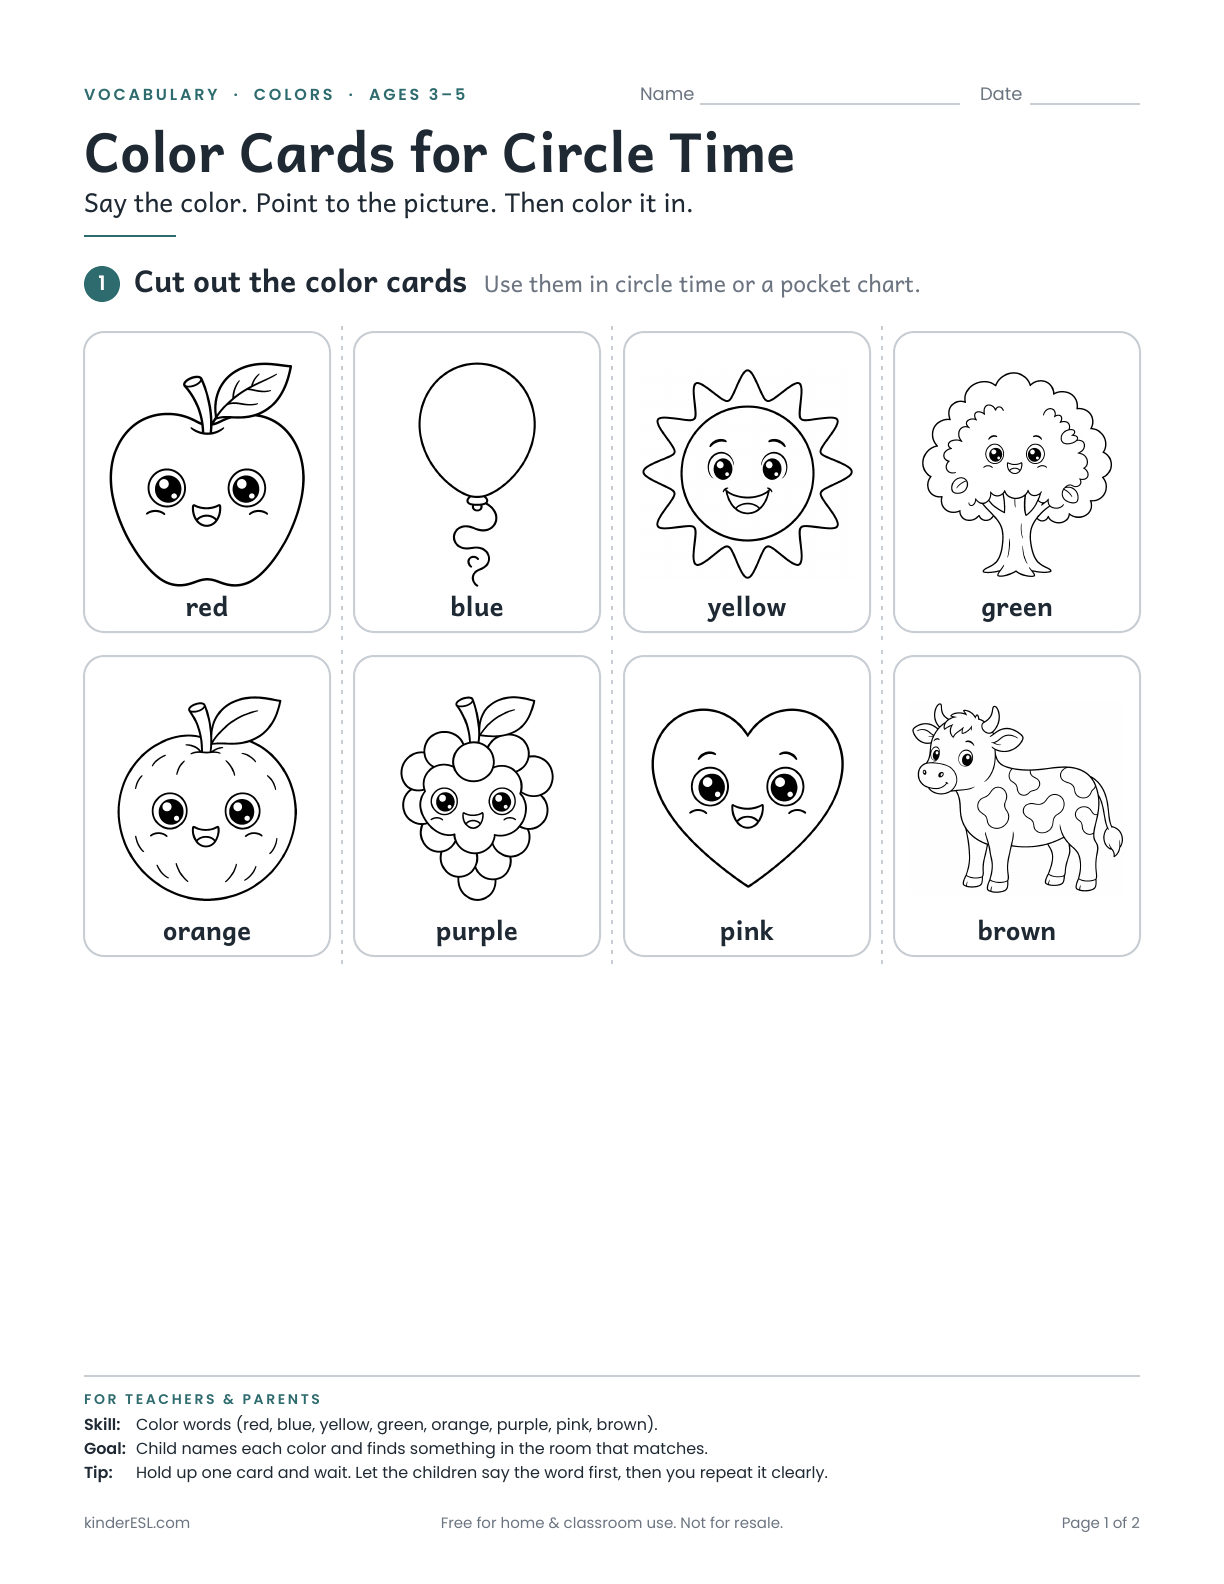 VOCABULARY · COLORS · AGES 3–5
Name
Date
Color Cards for Circle Time
Say the color. Point to the picture. Then color it in.
1 Cut out the color cards Use them in circle time or a pocket chart.
red
blue
yellow
green
orange
purple
pink
brown
FOR TEACHERS & PARENTS
Skill: Color words (red, blue, yellow, green, orange, purple, pink, brown).
Goal: Child names each color and finds something in the room that matches.
Tip: Hold up one card and wait. Let the children say the word first, then you repeat it clearly.
kinderESL.com
Free for home & classroom use. Not for resale.
Page 1 of 2